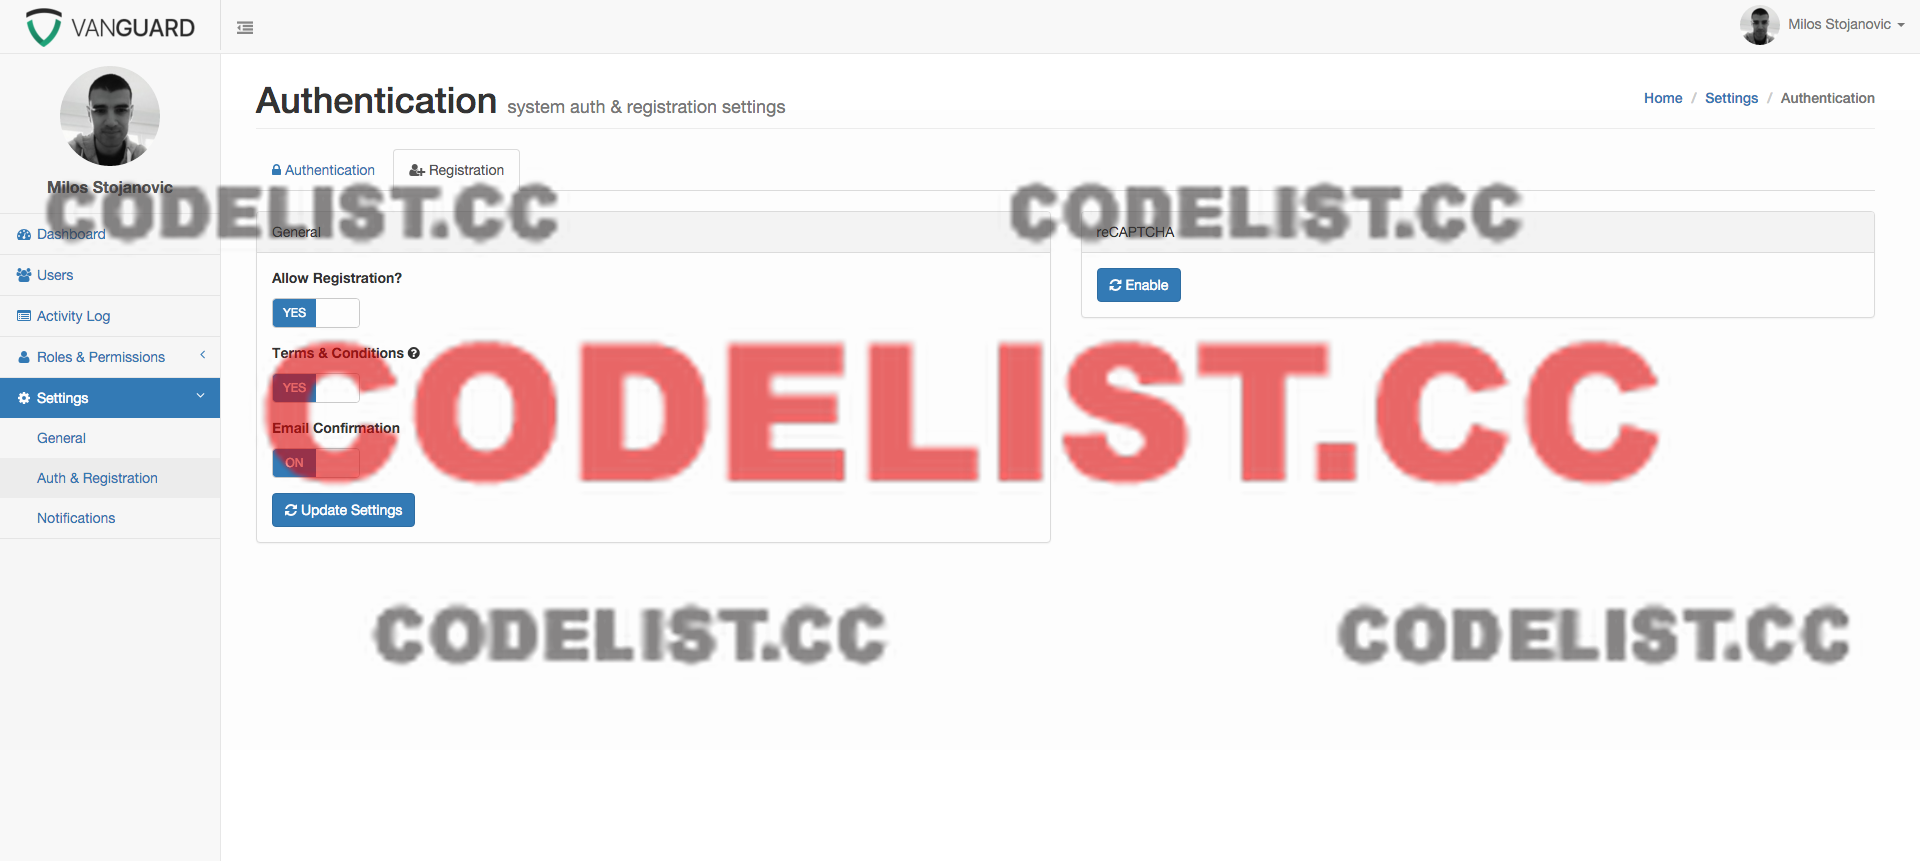 VANGUARD
Milos Stojanovic
Milos Stojanovic
Dashboard
Users
Activity Log
Roles & Permissions
Settings
General
Auth & Registration
Notifications
Authentication system auth & registration settings
Home / Settings / Authentication
Authentication
Registration
General
Allow Registration?
YES
Terms & Conditions
YES
Email Confirmation
ON
Update Settings
reCAPTCHA
Enable
CODELIST.CC
CODELIST.CC
CODELIST.CC
CODELIST.CC
CODELIST.CC